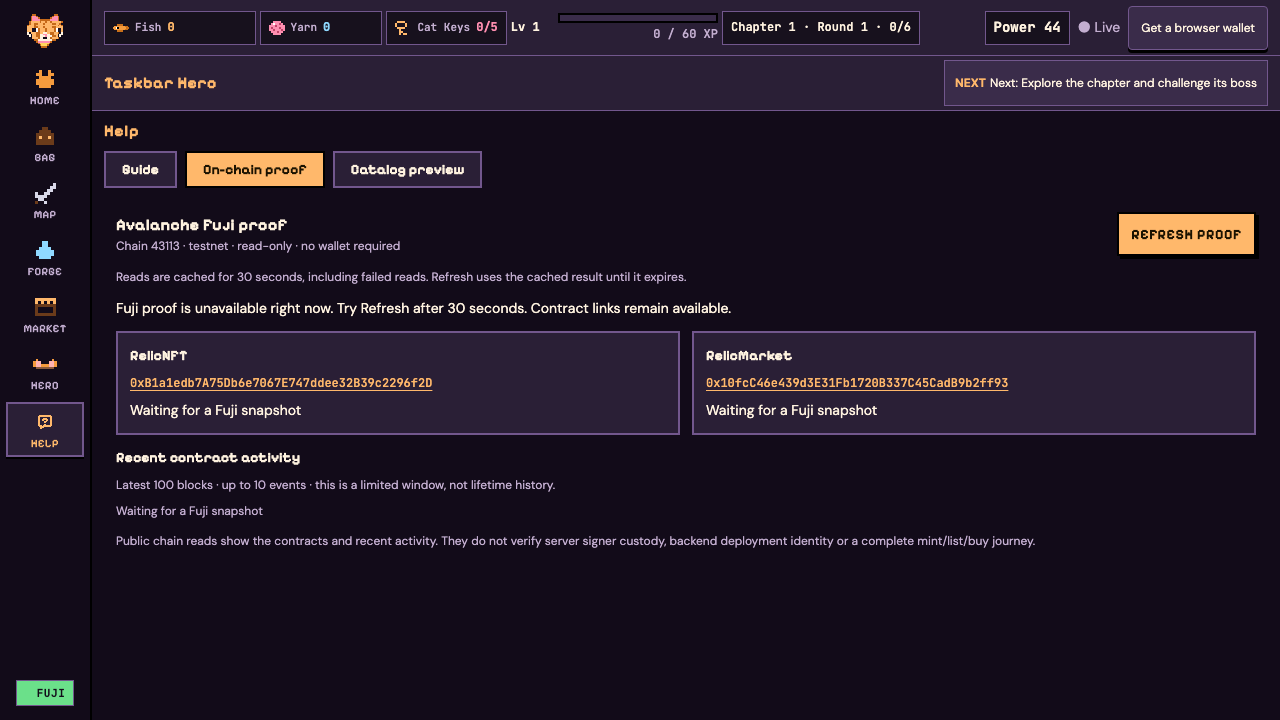 Fish 0
Yarn 0
Cat Keys 0/5
Lv 1
0 / 60 XP
Chapter 1 · Round 1 · 0/6
Power 44
Live
Get a browser wallet
Taskbar Hero
NEXT Next: Explore the chapter and challenge its boss
HOME
BAG
MAP
FORGE
MARKET
HERO
HELP
FUJI
Help
Guide
On-chain proof
Catalog preview
Avalanche Fuji proof
Chain 43113 · testnet · read-only · no wallet required
REFRESH PROOF
Reads are cached for 30 seconds, including failed reads. Refresh uses the cached result until it expires.
Fuji proof is unavailable right now. Try Refresh after 30 seconds. Contract links remain available.
RelicNFT
0xB1a1edb7A75Db6e7067E747ddee32B39c2296f2D
Waiting for a Fuji snapshot
RelicMarket
0x10fcC46e439d3E31Fb1720B337C45CadB9b2ff93
Waiting for a Fuji snapshot
Recent contract activity
Latest 100 blocks · up to 10 events · this is a limited window, not lifetime history.
Waiting for a Fuji snapshot
Public chain reads show the contracts and recent activity. They do not verify server signer custody, backend deployment identity or a complete mint/list/buy journey.